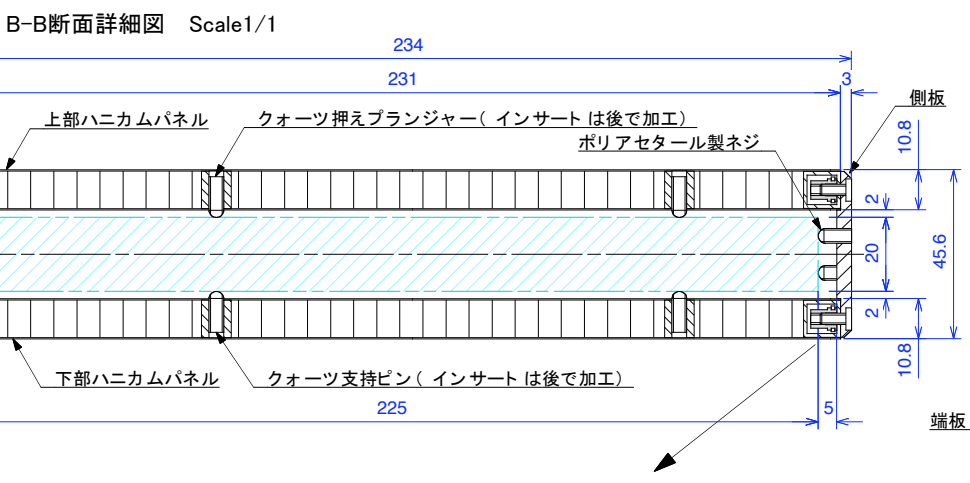 B-B断面詳細図 Scale1/1
234
231
3
側板
上部ハニカムパネル
クォーツ押えプランジャー( インサート は後で加工)
ポリアセタール製ネジ
10.8
2
20
45.6
2
10.8
下部ハニカムパネル
クォーツ支持ピン( インサート は後で加工)
225
5
端板